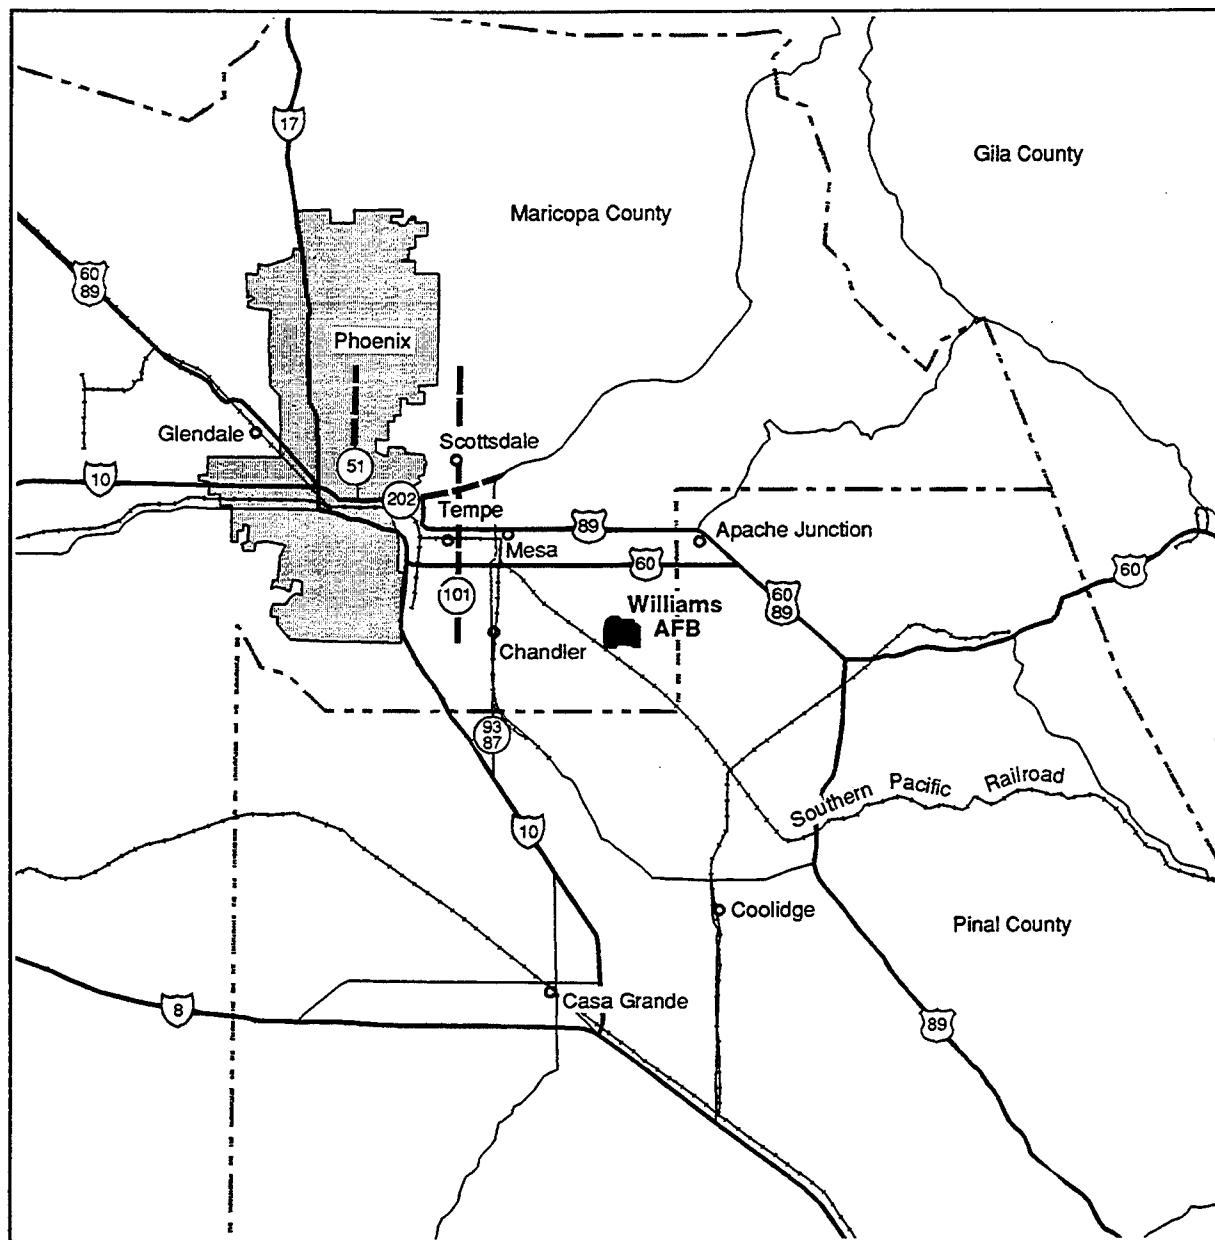 17
Gila County
Maricopa County
60
89
Phoenix
Glendale
Scottsdale
51
10
202
Tempe
89
Apache Junction
Mesa
60
60
101
60
89
Williams
AFB
Chandler
93
87
Southern Pacific Railroad
10
Coolidge
Pinal County
Casa Grande
8
89